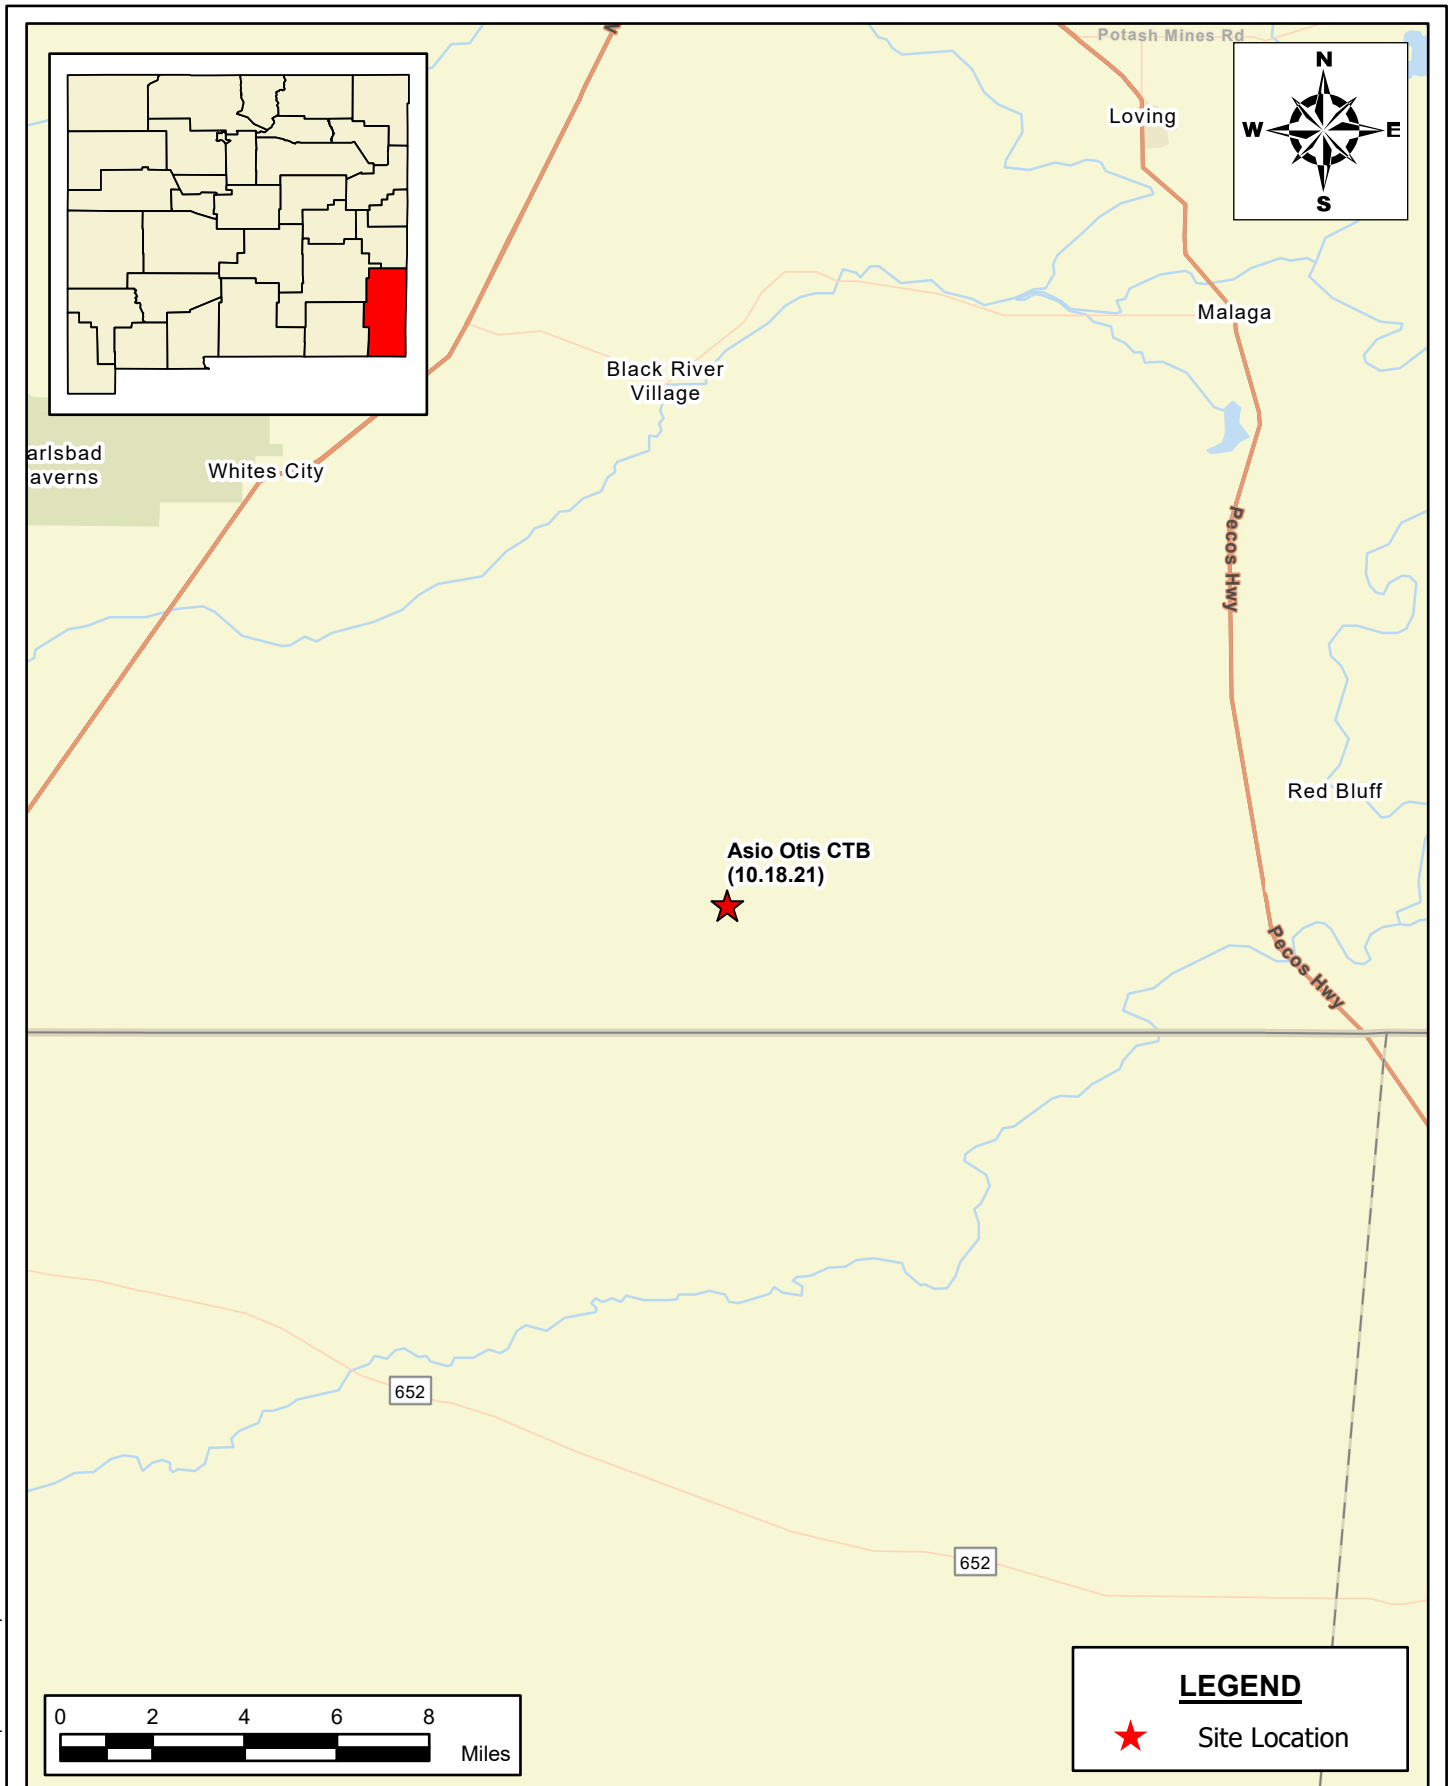 Potash Mines Rd
N
W
E
S
Loving
Malaga
Black River
Village
arlsbad
averns
Whites City
Pecos Hwy
Red Bluff
Asio Otis CTB
(10.18.21)
Pecos Hwy
652
652
LEGEND
Site Location
0 2 4 6 8
Miles